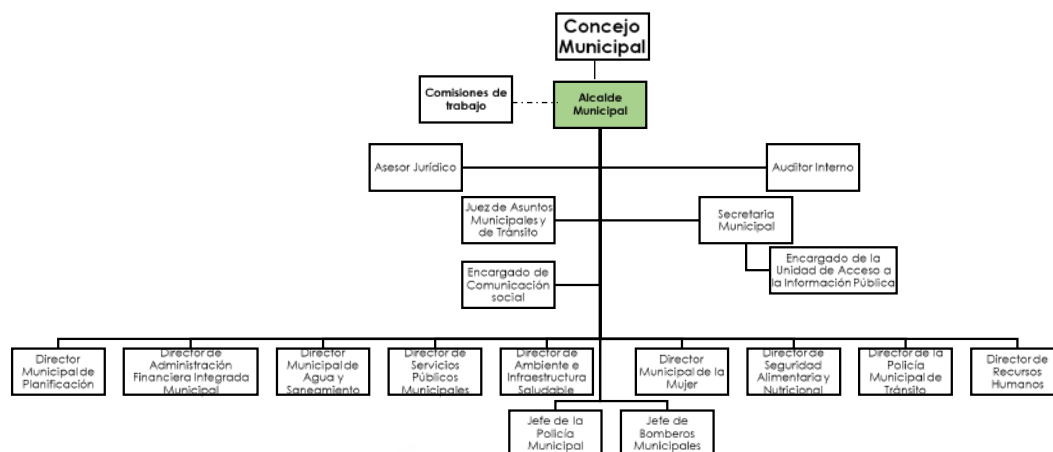 Concejo
Municipal
Comisiones de
trabajo
Alcalde
Municipal
Asesor Jurídico
Auditor Interno
Juez de Asuntos
Municipales y
de Tránsito
Secretaria
Municipal
Encargado de la
Unidad de Acceso a
la Información Pública
Encargado de
Comunicación
social
Director
Municipal de
Planificación
Director de
Administración
Financiera Integrada
Municipal
Director
Municipal de
Agua y
Saneamiento
Director de
Servicios
Públicos
Municipales
Director de
Ambiente e
Infraestructura
Saludable
Director
Municipal de la
Mujer
Director de
Seguridad
Alimentaria y
Nutricional
Director de la
Policía
Municipal de
Tránsito
Director de
Recursos
Humanos
Jefe de la
Policía
Municipal
Jefe de
Bomberos
Municipales